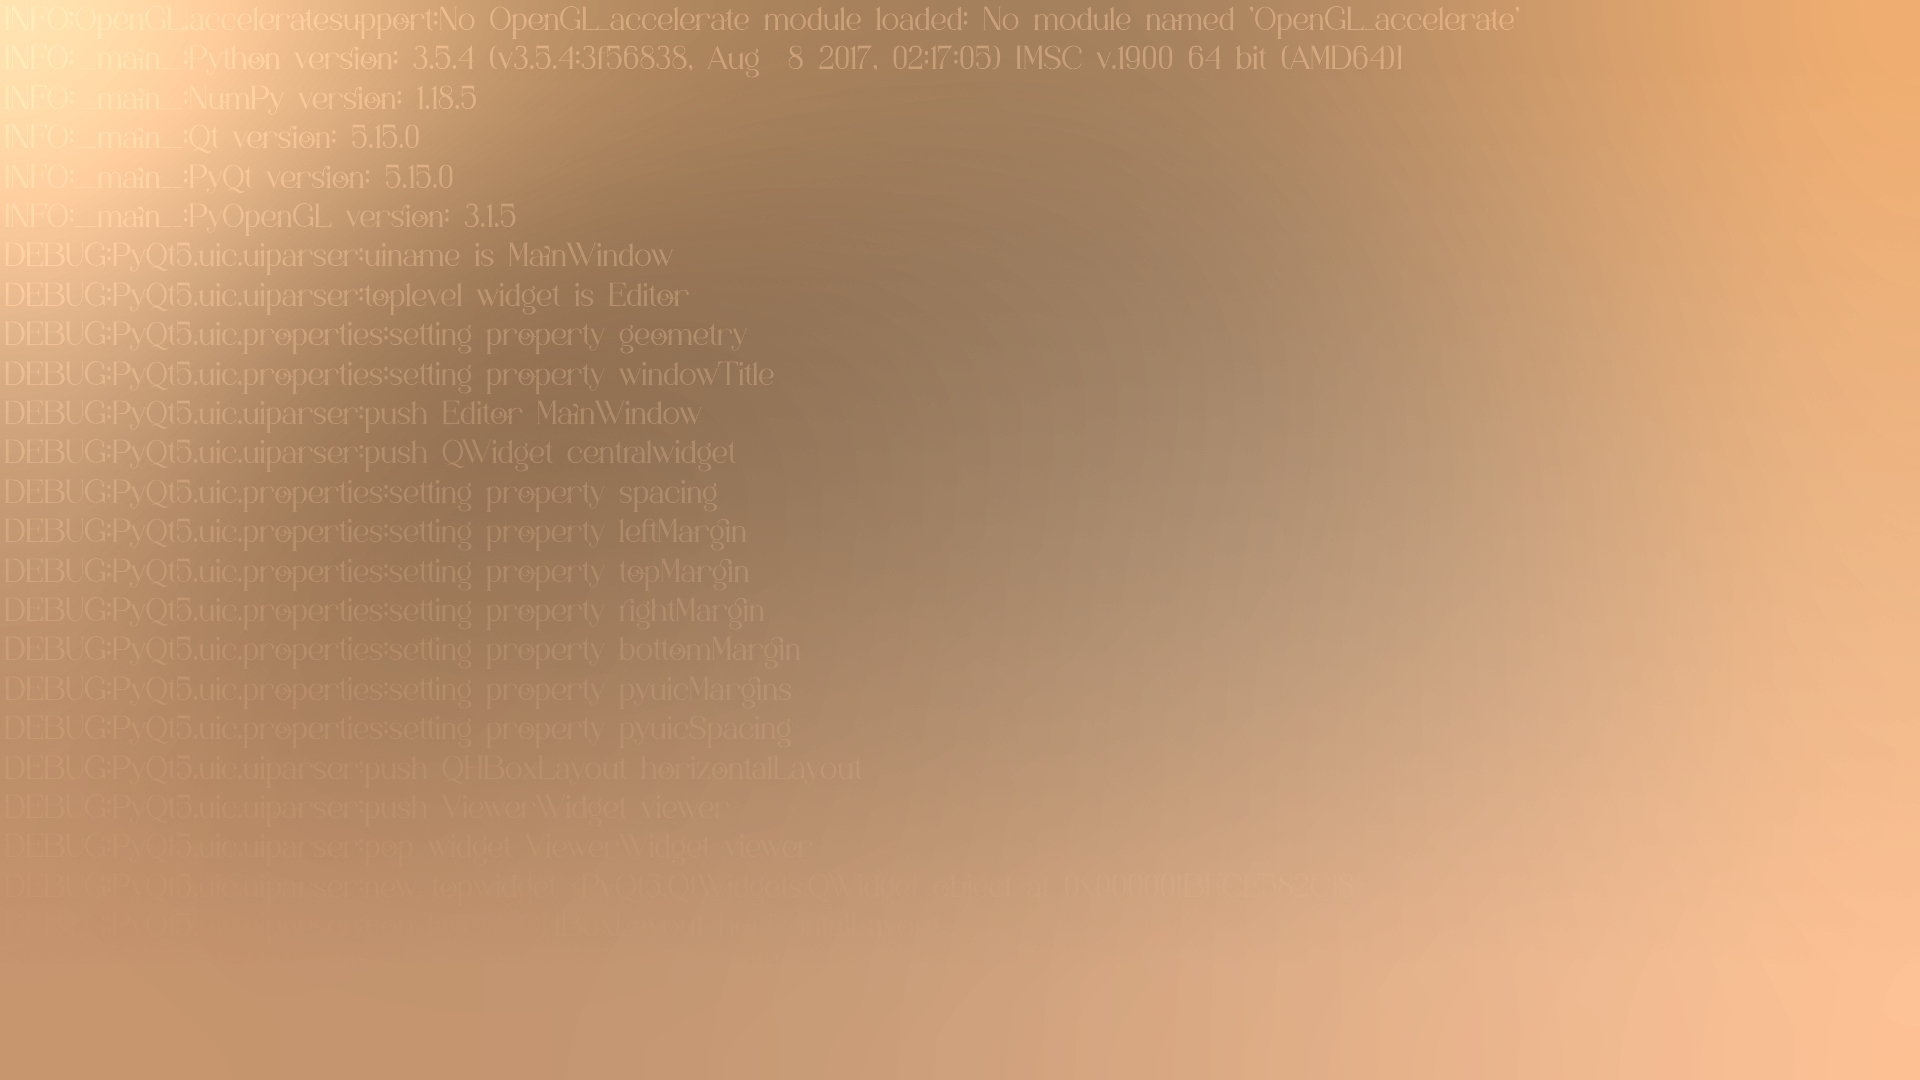 INFO:OpenGL.acceleratesupport:No OpenGL_accelerate module loaded: No module named 'OpenGL_accelerate'
INFO:__main__:Python version: 3.5.4 (v3.5.4:3f56838, Aug  8 2017, 02:17:05) [MSC v.1900 64 bit (AMD64)]
INFO:__main__:NumPy version: 1.18.5
INFO:__main__:Qt version: 5.15.0
INFO:__main__:PyQt version: 5.15.0
INFO:__main__:PyOpenGL version: 3.1.5
DEBUG:PyQt5.uic.uiparser:uiname is MainWindow
DEBUG:PyQt5.uic.uiparser:toplevel widget is Editor
DEBUG:PyQt5.uic.properties:setting property geometry
DEBUG:PyQt5.uic.properties:setting property windowTitle
DEBUG:PyQt5.uic.uiparser:push Editor MainWindow
DEBUG:PyQt5.uic.uiparser:push QWidget centralwidget
DEBUG:PyQt5.uic.properties:setting property spacing
DEBUG:PyQt5.uic.properties:setting property leftMargin
DEBUG:PyQt5.uic.properties:setting property topMargin
DEBUG:PyQt5.uic.properties:setting property rightMargin
DEBUG:PyQt5.uic.properties:setting property bottomMargin
DEBUG:PyQt5.uic.properties:setting property pyuicMargins
DEBUG:PyQt5.uic.properties:setting property pyuicSpacing
DEBUG:PyQt5.uic.uiparser:push QHBoxLayout horizontalLayout
DEBUG:PyQt5.uic.uiparser:push ViewerWidget viewer
DEBUG:PyQt5.uic.uiparser:pop widget ViewerWidget viewer
DEBUG:PyQt5.uic.uiparser:new topwidget <PyQt5.QtWidgets.QWidget object at